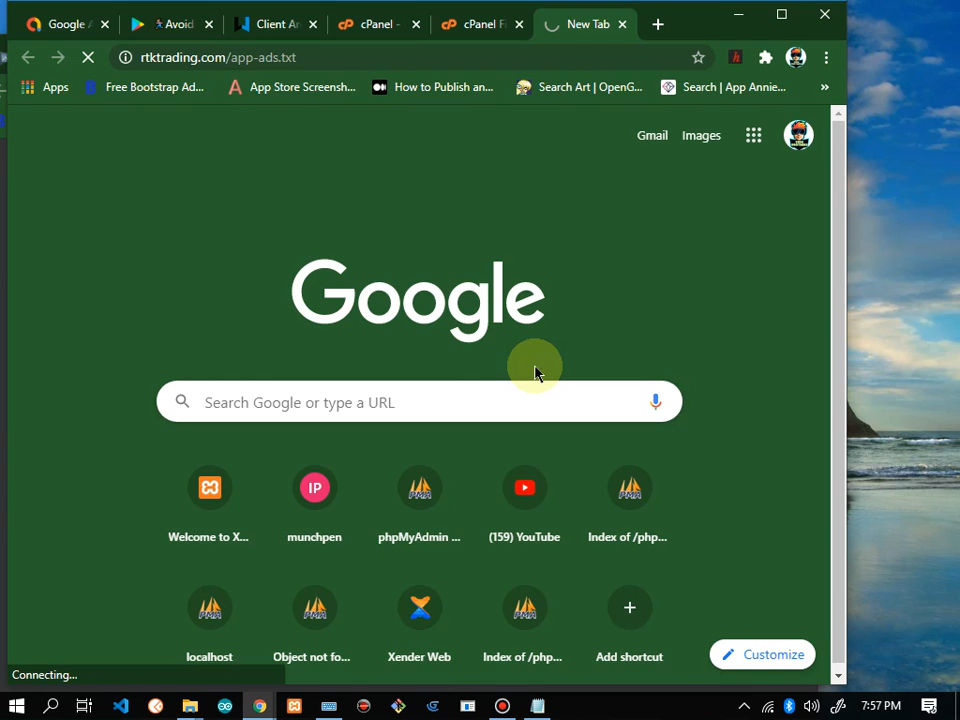 Google A
Avoid
Client Ar
cPanel -
cPanel F
New Tab
rtktrading.com/app-ads.txt
Apps
Free Bootstrap Ad...
App Store Screensh...
How to Publish an...
Search Art | OpenG...
Search | App Annie...
»
Gmail
Images
Google
Search Google or type a URL
IP
Welcome to X...
munchpen
phpMyAdmin ...
(159) YouTube
Index of /php...
PMA
PMA
PMA
localhost
Object not fo...
Xender Web
Index of /php...
Add shortcut
Customize
Connecting...
7:57 PM